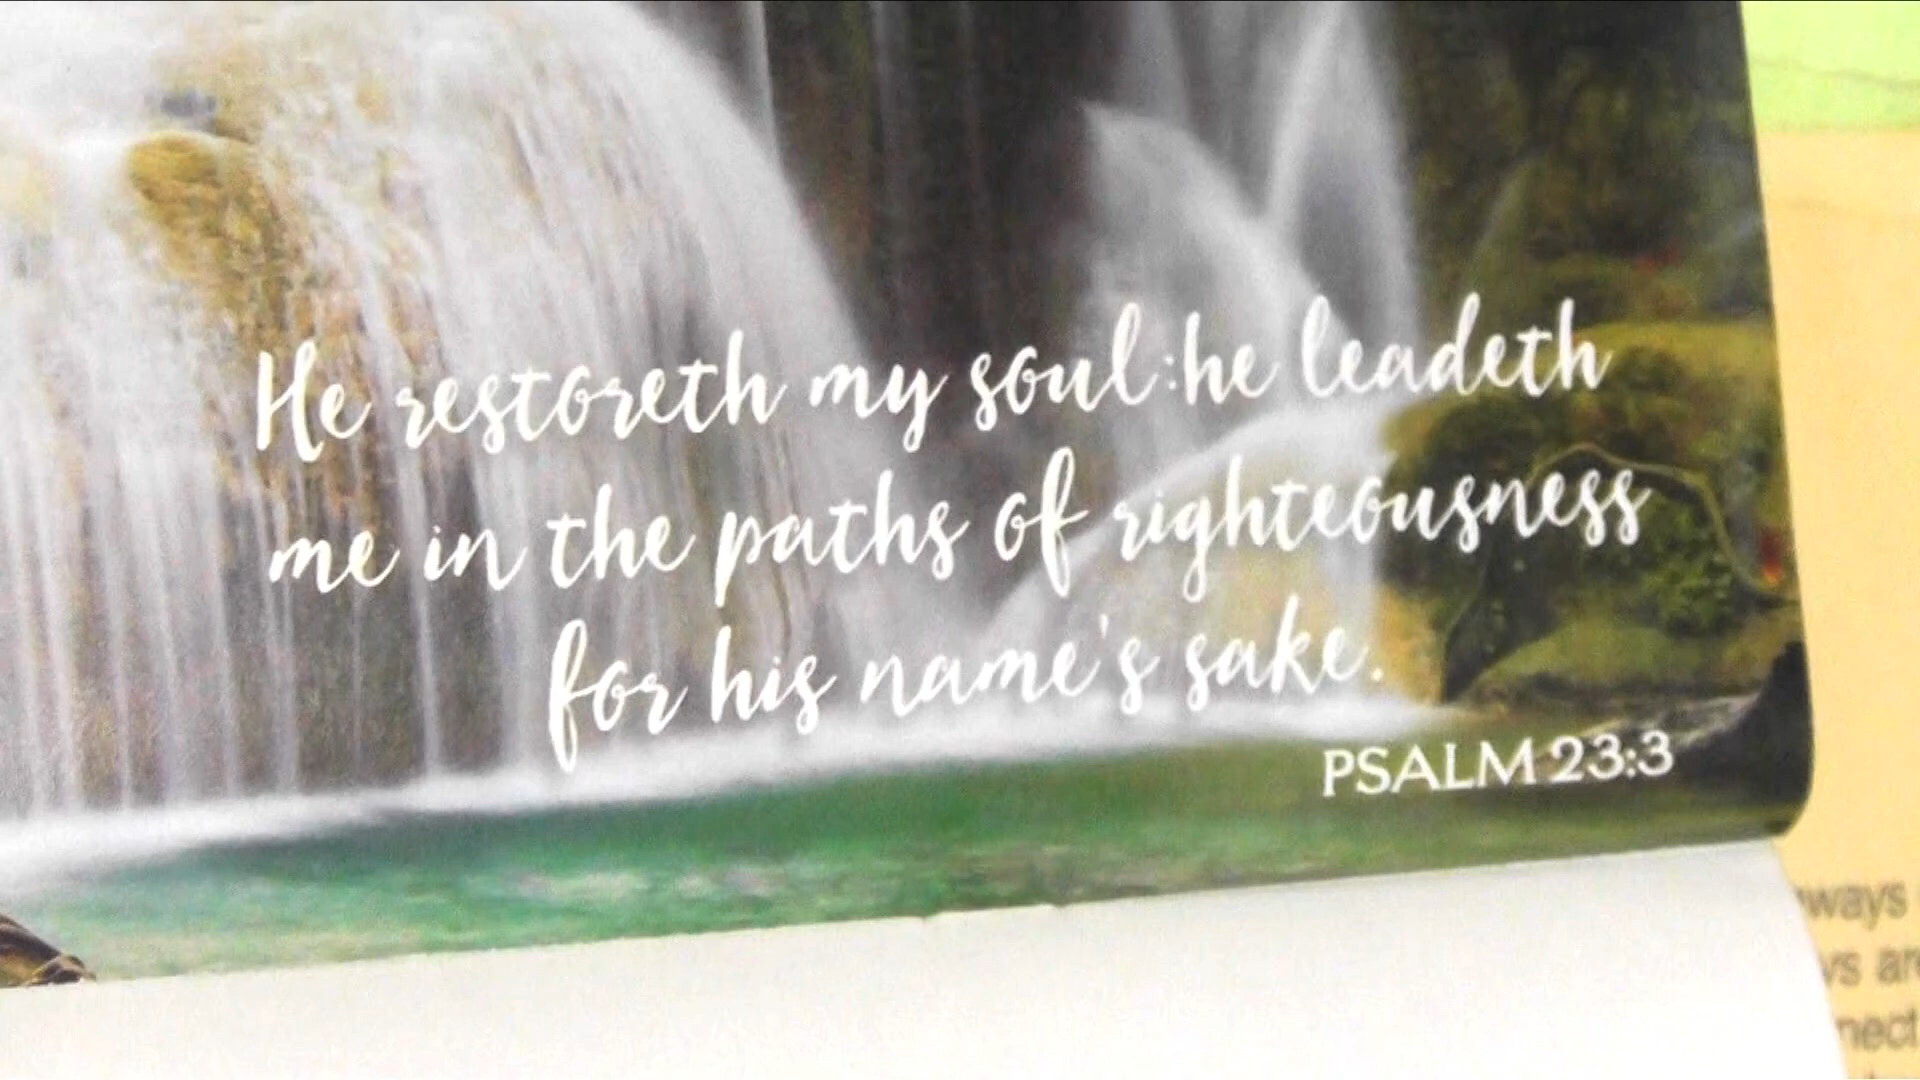 He restoreth my soul:he leadeth
me in the paths of righteousness
for his name's sake.
PSALM 23:3
ways
are